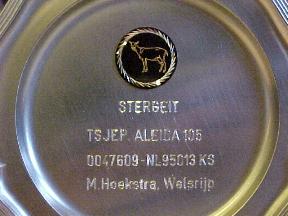 STERGEIT
TSJEP. ALEIDA 105
0047609-NL95013 KS
M. Hoekstra, Welsrijp